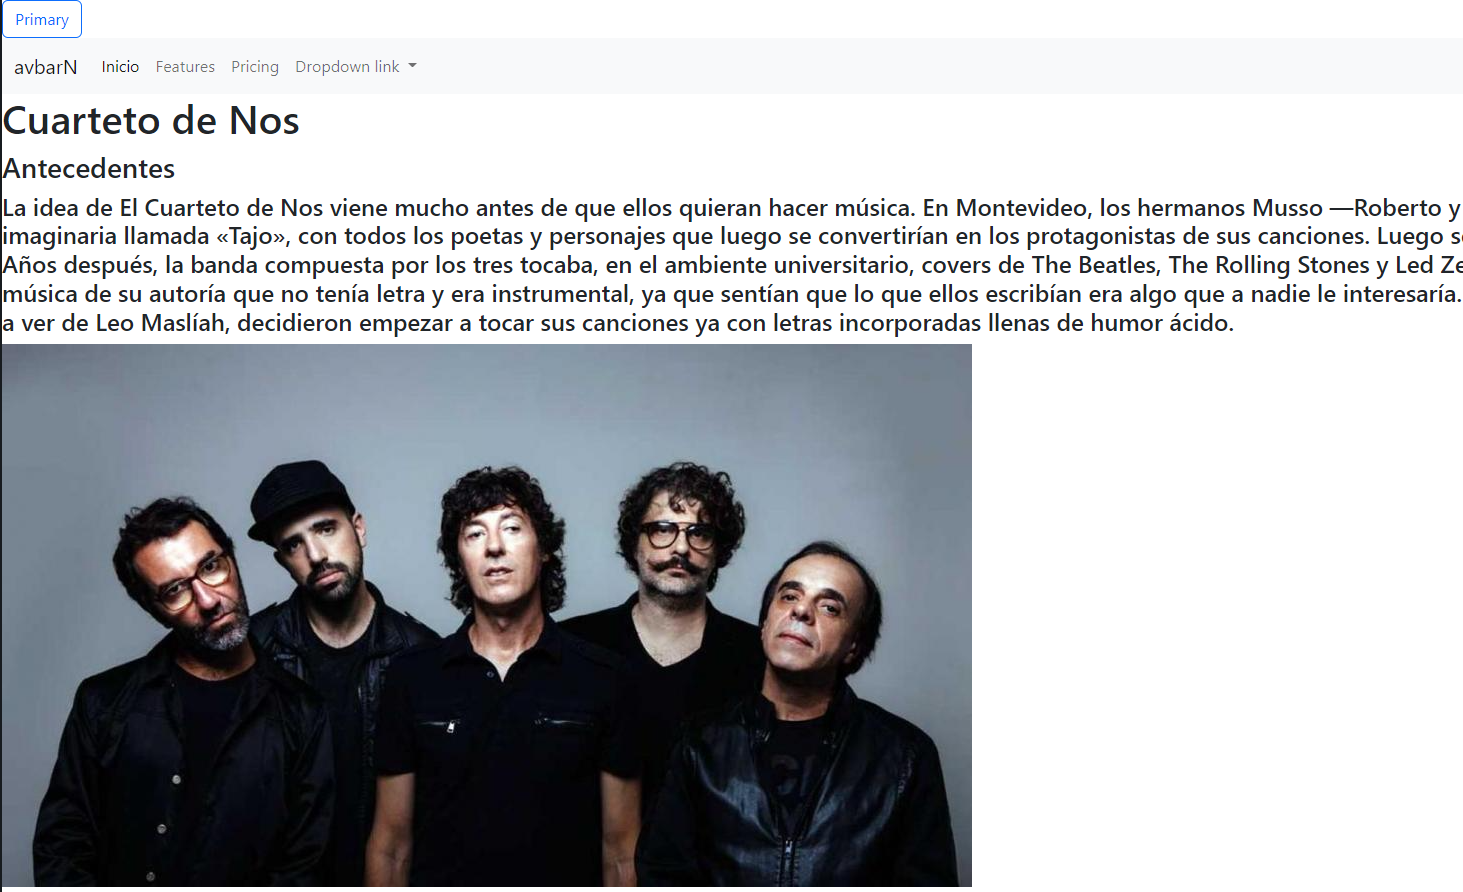 Primary
avbarN Inicio Features Pricing Dropdown link
Cuarteto de Nos
Antecedentes
La idea de El Cuarteto de Nos viene mucho antes de que ellos quieran hacer música. En Montevideo, los hermanos Musso —Roberto y
imaginaria llamada «Tajo», con todos los poetas y personajes que luego se convertirían en los protagonistas de sus canciones. Luego
Años después, la banda compuesta por los tres tocaba, en el ambiente universitario, covers de The Beatles, The Rolling Stones y Led
música de su autoría que no tenía letra y era instrumental, ya que sentían que lo que ellos escribían era algo que a nadie le interesaría.
a ver de Leo Maslíah, decidieron empezar a tocar sus canciones ya con letras incorporadas llenas de humor ácido.